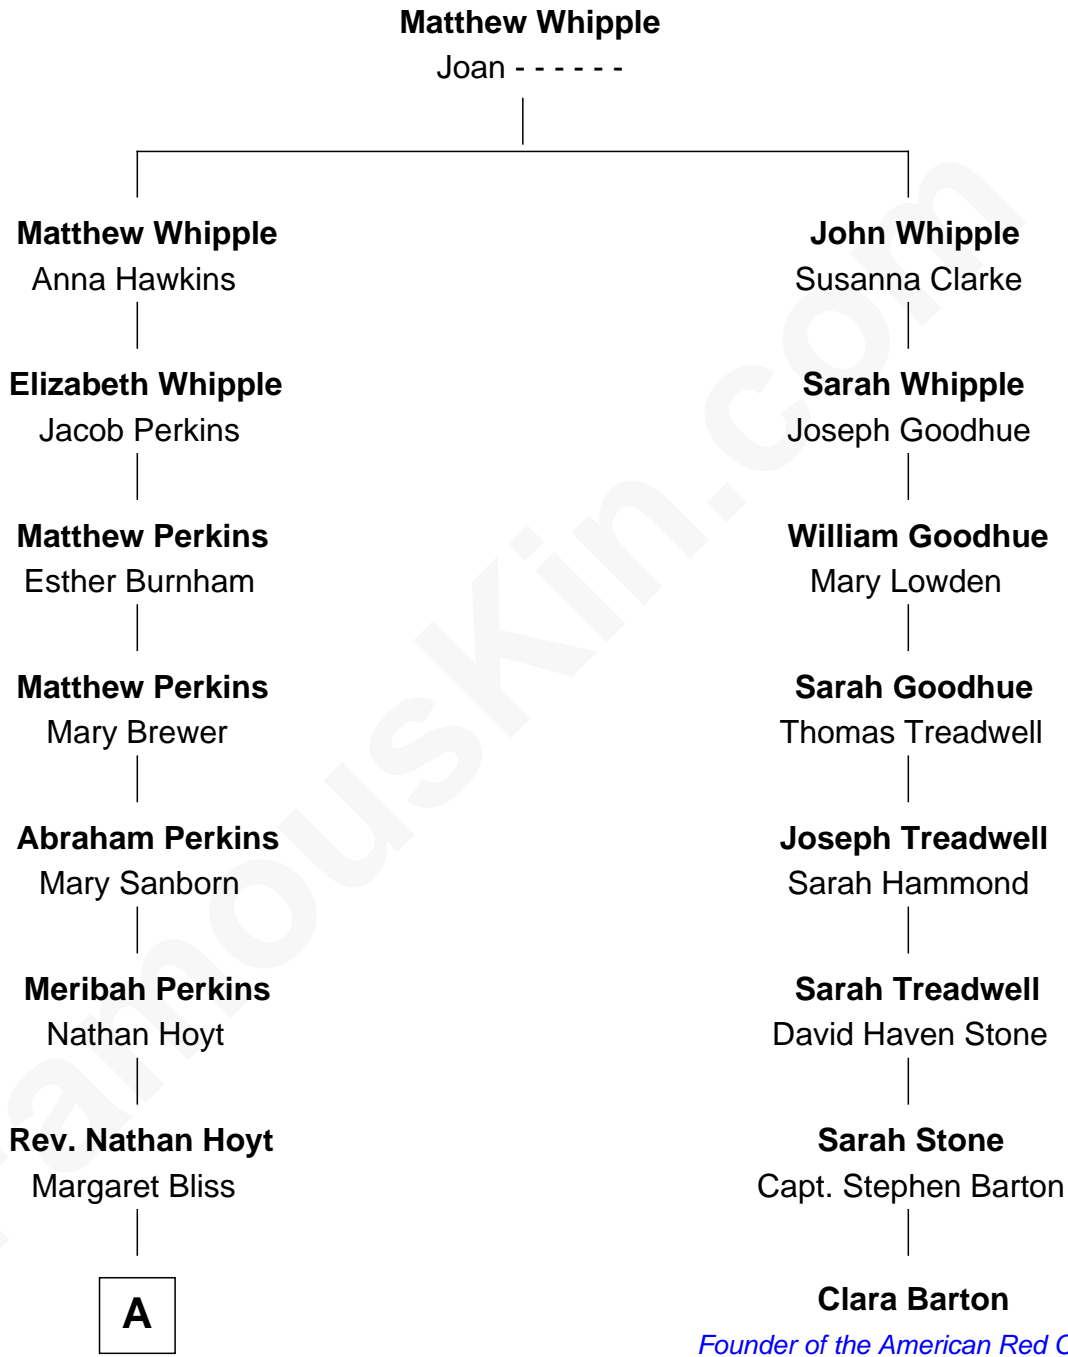 Matthew Whipple
Joan - - - - - -
Matthew Whipple
Anna Hawkins
John Whipple
Susanna Clarke
Elizabeth Whipple
Jacob Perkins
Sarah Whipple
Joseph Goodhue
Matthew Perkins
Esther Burnham
William Goodhue
Mary Lowden
Matthew Perkins
Mary Brewer
Sarah Goodhue
Thomas Treadwell
Abraham Perkins
Mary Sanborn
Joseph Treadwell
Sarah Hammond
Meribah Perkins
Nathan Hoyt
Sarah Treadwell
David Haven Stone
Rev. Nathan Hoyt
Margaret Bliss
Sarah Stone
Capt. Stephen Barton
A
Clara Barton
Founder of the American Red
FamousKin.com